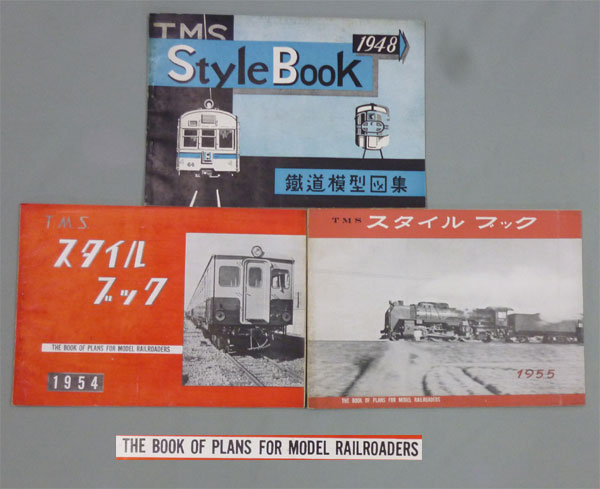 TMS
1948
Style Book
66
鐵道模型図集
TMS
スタイル
ブック
THE BOOK OF PLANS FOR MODEL RAILROADERS
1954
TMS スタイル ブック
1955
THE BOOK OF PLANS FOR MODEL RAILROADERS
THE BOOK OF PLANS FOR MODEL RAILROADERS